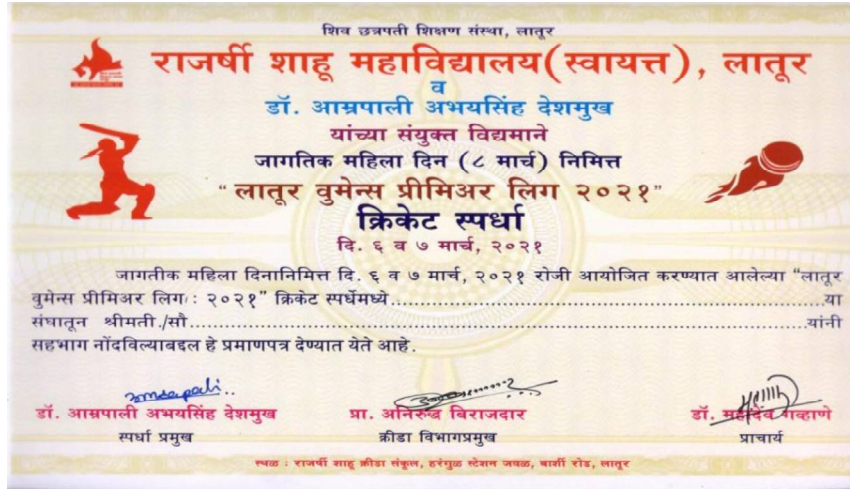 शिव छत्रपती शिक्षण संस्था, लातूर
राजर्षी शाहू महाविद्यालय(स्वायत्त), लातूर
व
डॉ. आम्रपाली अभयसिंह देशमुख
यांच्या संयुक्त विद्यमाने
जागतिक महिला दिन (८ मार्च) निमित्त
“लातूर वुमेन्स प्रीमिअर लिग २०२१”
क्रिकेट स्पर्धा
दि. ६ व ७ मार्च, २०२१
जागतीक महिला दिनानिमित्त दि. ६ व ७ मार्च, २०२१ रोजी आयोजित करण्यात आलेल्या “लातूर
वुमेन्स प्रीमिअर लिग : २०२१” क्रिकेट स्पर्धेमध्ये.......................................................या
संघातून श्रीमती./सौ.......................................................यांनी
सहभाग नोंदविल्याबद्दल हे प्रमाणपत्र देण्यात येते आहे.
डॉ. आम्रपाली अभयसिंह देशमुख प्रा. अनिरुद्ध बिराजदार डॉ. महादेव गव्हाणे
स्पर्धा प्रमुख क्रीडा विभागप्रमुख प्राचार्य
स्थळ : राजर्षी शाहू क्रीडा संकूल, हरंगुळ स्टेशन जवळ, बार्शी रोड, लातूर